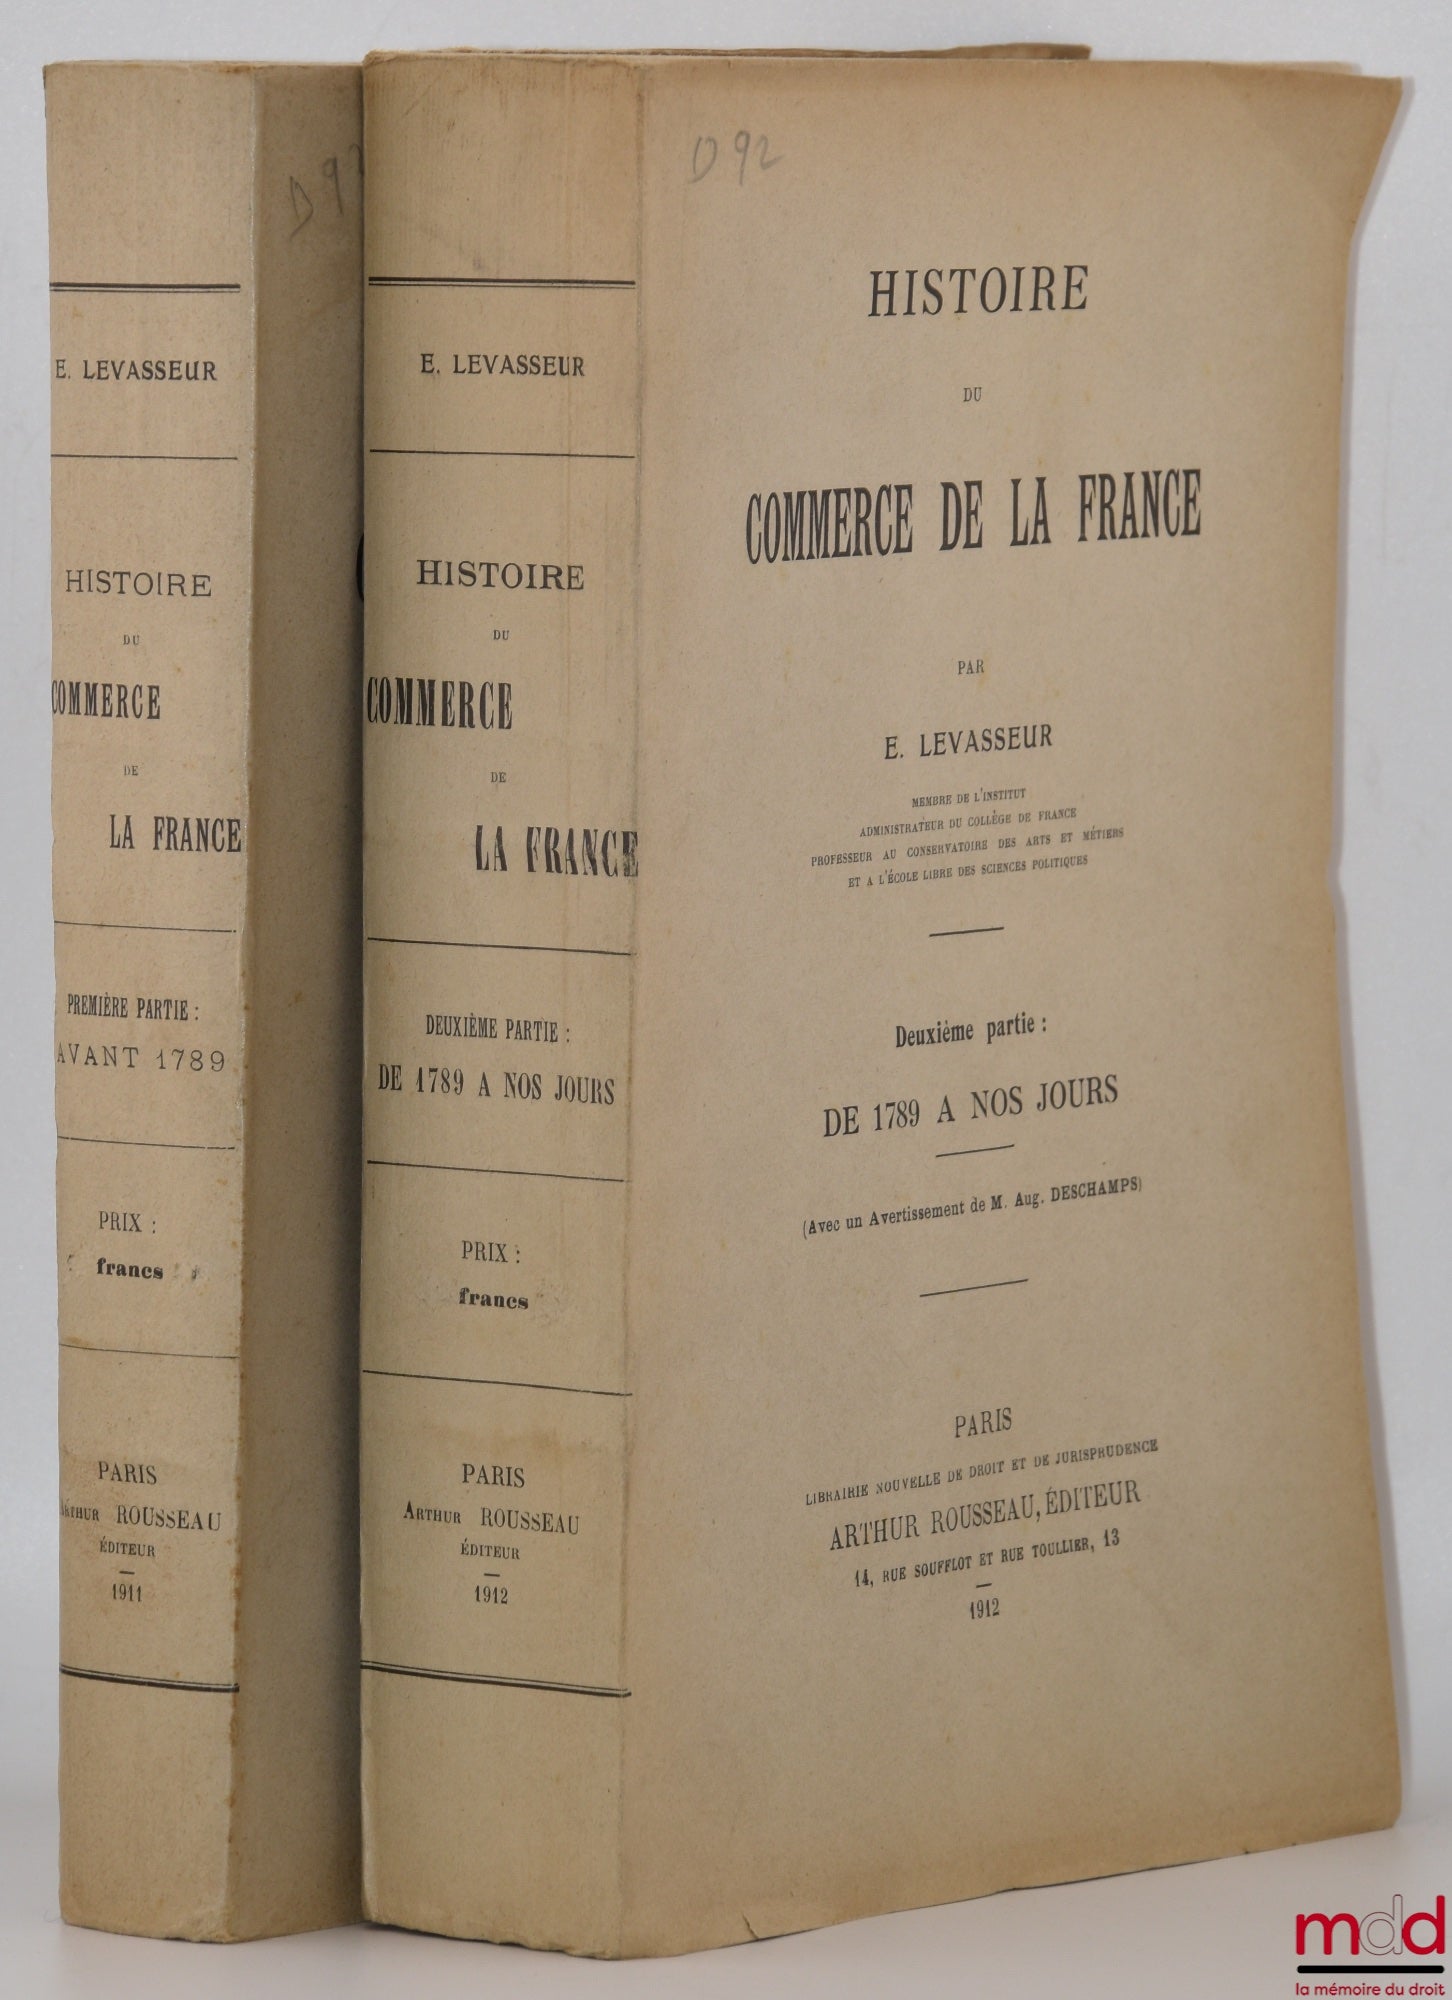 E. LEVASSEUR
HISTOIRE
DU
COMMERCE
DE
LA FRANCE
PREMIÈRE PARTIE :
AVANT 1789
PRIX :
francs
PARIS
ARTHUR ROUSSEAU
ÉDITEUR
1911
E. LEVASSEUR
HISTOIRE
DU
COMMERCE
DE
LA FRANCE
DEUXIÈME PARTIE :
DE 1789 A NOS JOURS
PRIX :
francs
PARIS
ARTHUR ROUSSEAU
ÉDITEUR
1912
D 92
HISTOIRE
DU
COMMERCE DE LA FRANCE
PAR
E. LEVASSEUR
MEMBRE DE L'INSTITUT
ADMINISTRATEUR DU COLLÈGE DE FRANCE
PROFESSEUR AU CONSERVATOIRE DES ARTS ET MÉTIERS
ET A L'ÉCOLE LIBRE DES SCIENCES POLITIQUES
Deuxième partie :
DE 1789 A NOS JOURS
(Avec un Avertissement de M. Aug. DESCHAMPS)
PARIS
LIBRAIRIE NOUVELLE DE DROIT ET DE JURISPRUDENCE
ARTHUR ROUSSEAU, ÉDITEUR
14, RUE SOUFFLOT ET RUE TOULLIER, 13
1912
mdd
la mémoire du droit